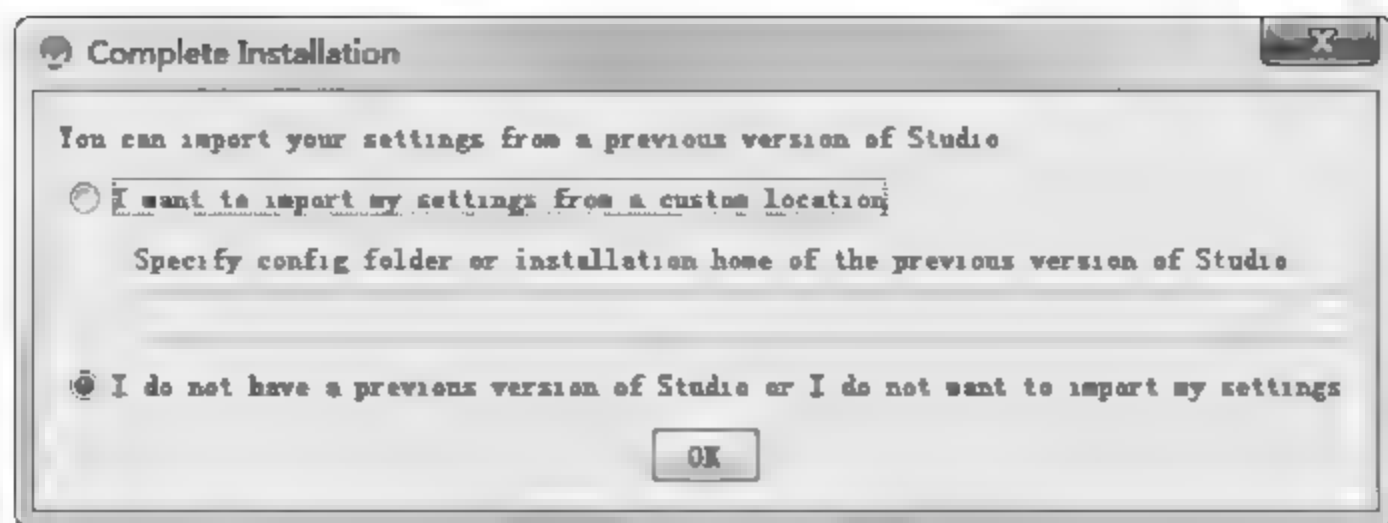 Complete Installation
You can import your settings from a previous version of Studio
I want to import my settings from a custom location
Specify config folder or installation home of the previous version of Studio
I do not have a previous version of Studio or I do not want to import my settings
OK